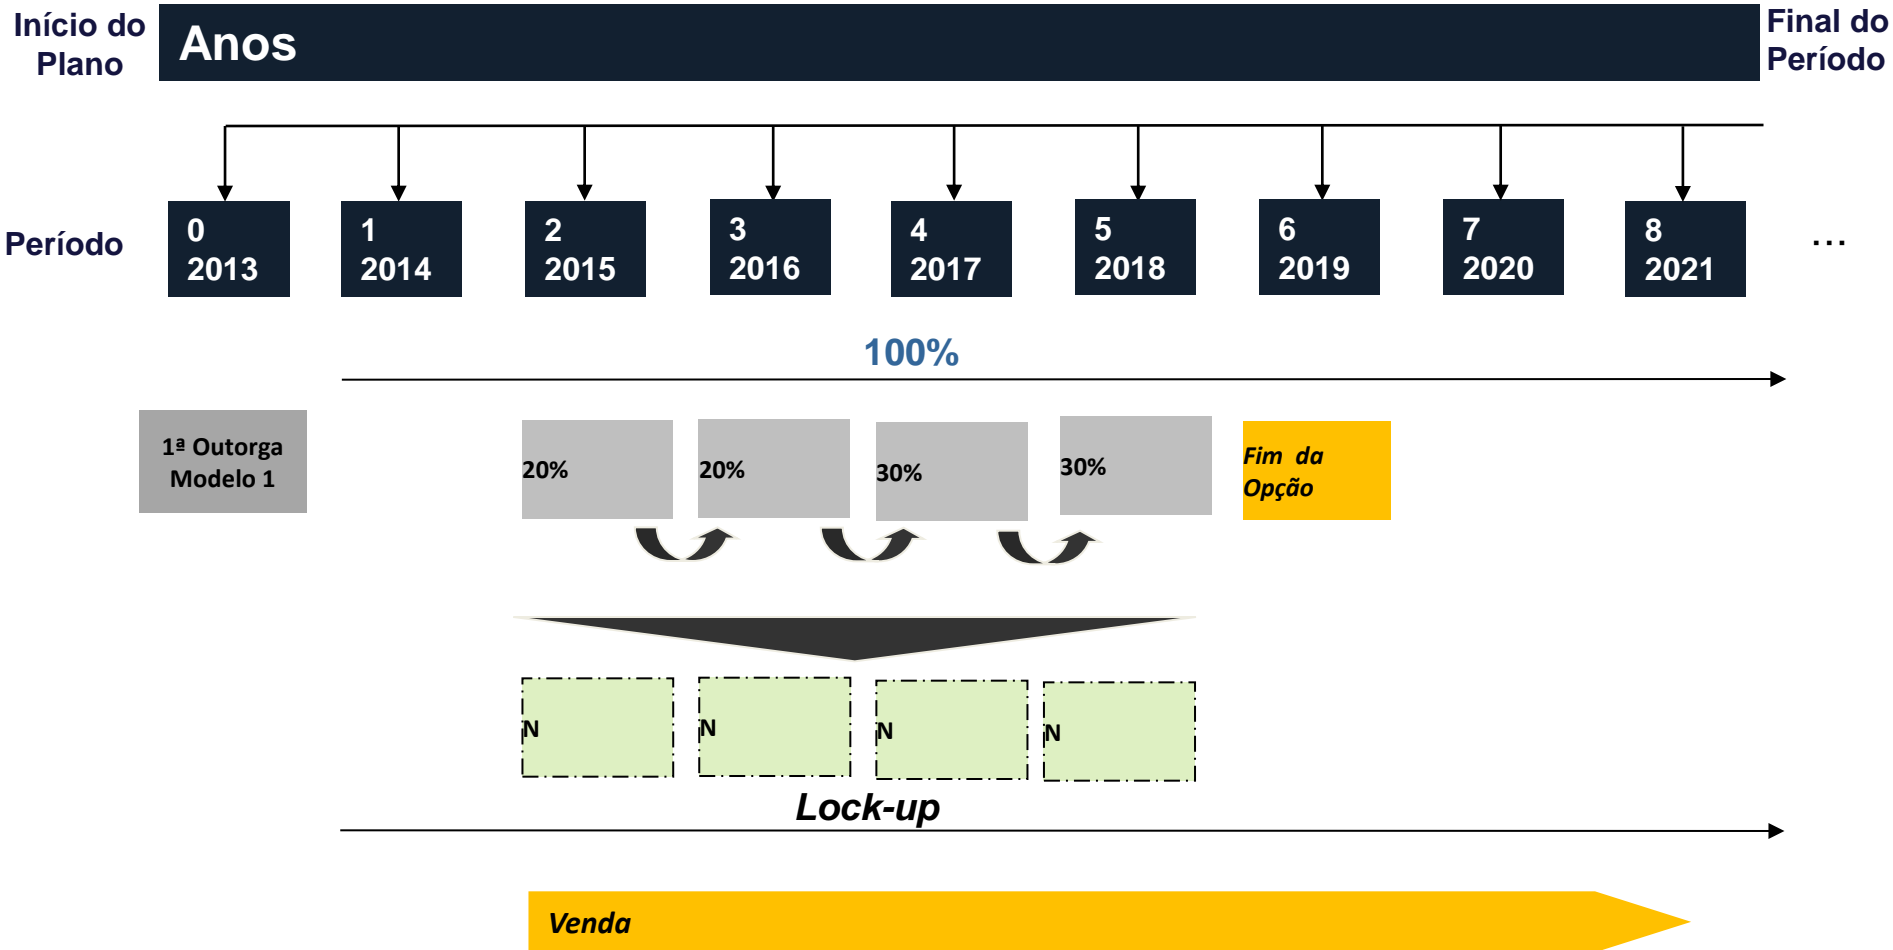 Início do
Plano
Anos
Final do
Período
Período
0
2013
1
2014
2
2015
3
2016
4
2017
5
2018
6
2019
7
2020
8
2021
...
100%
1ª Outorga
Modelo 1
20%
20%
30%
30%
Fim da
Opção
N
N
N
N
Lock-up
Venda